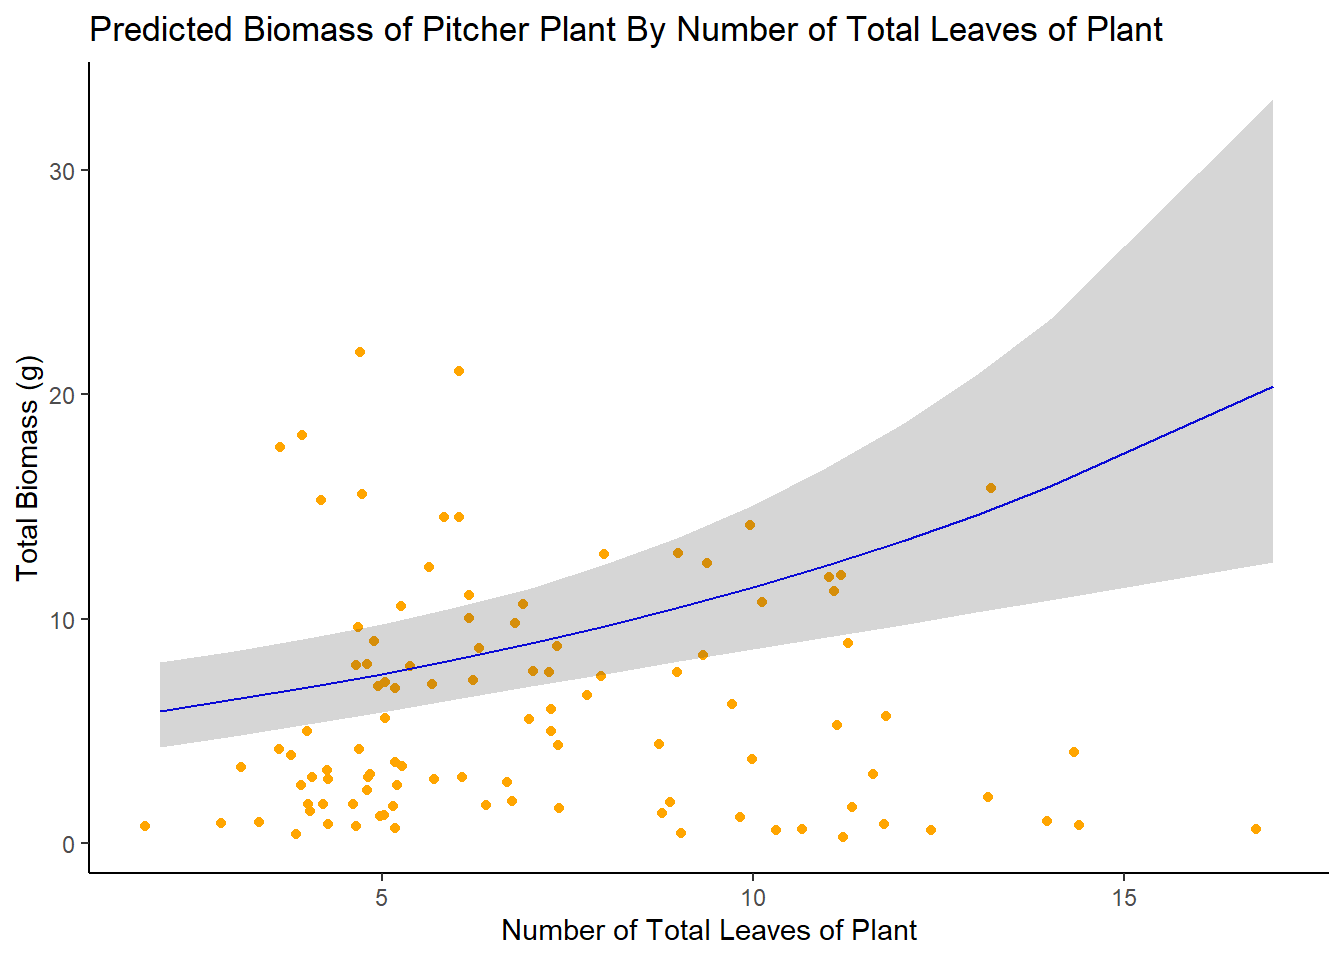 Predicted Biomass of Pitcher Plant By Number of Total Leaves of Plant
Total Biomass (g)
30
20
10
0
5 10 15
Number of Total Leaves of Plant